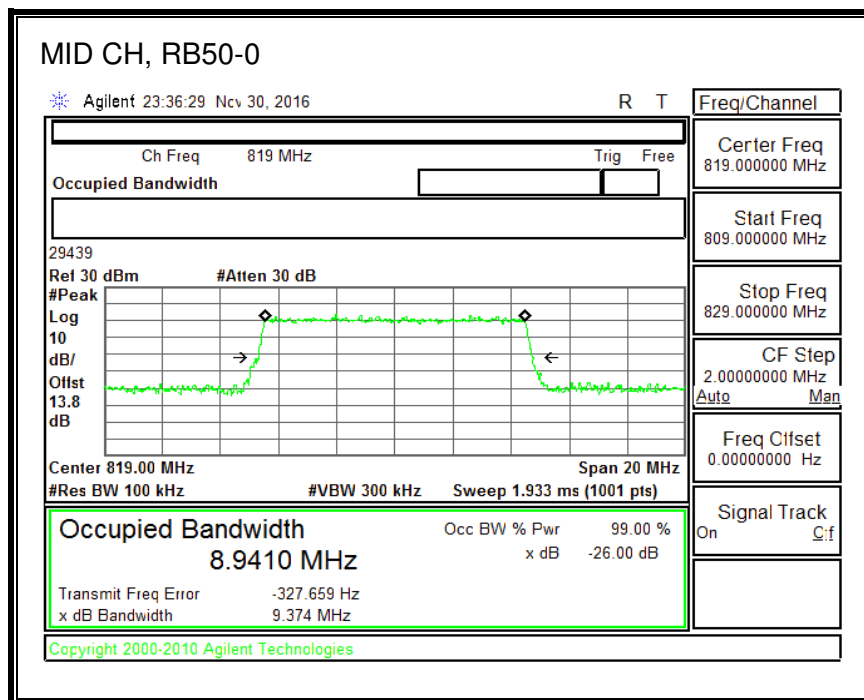 MID CH, RB50-0
Agilent 23:36:29 Nov 30, 2016 R T
Freq/Channel
Ch Freq 819 MHz Trig Free
Occupied Bandwidth
Center Freq
819.000000 MHz
Start Freq
809.000000 MHz
Stop Freq
829.000000 MHz
CF Step
2.00000000 MHz
Auto Man
Freq Offset
0.00000000 Hz
Signal Track
On Off
29439
Ref 30 dBm #Atten 30 dB
#Peak
Log
10
dB/
Offst
13.8
dB
Center 819.00 MHz Span 20 MHz
#Res BW 100 kHz #VBW 300 kHz Sweep 1.933 ms (1001 pts)
Occupied Bandwidth Occ BW % Pwr 99.00 %
8.9410 MHz x dB -26.00 dB
Transmit Freq Error -327.659 Hz
x dB Bandwidth 9.374 MHz
Copyright 2000-2010 Agilent Technologies